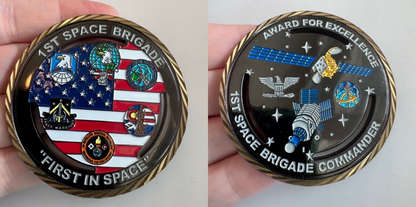 1ST SPACE BRIGADE
"FIRST IN SPACE"
AWARD FOR EXCELLENCE
1ST SPACE BRIGADE COMMANDER